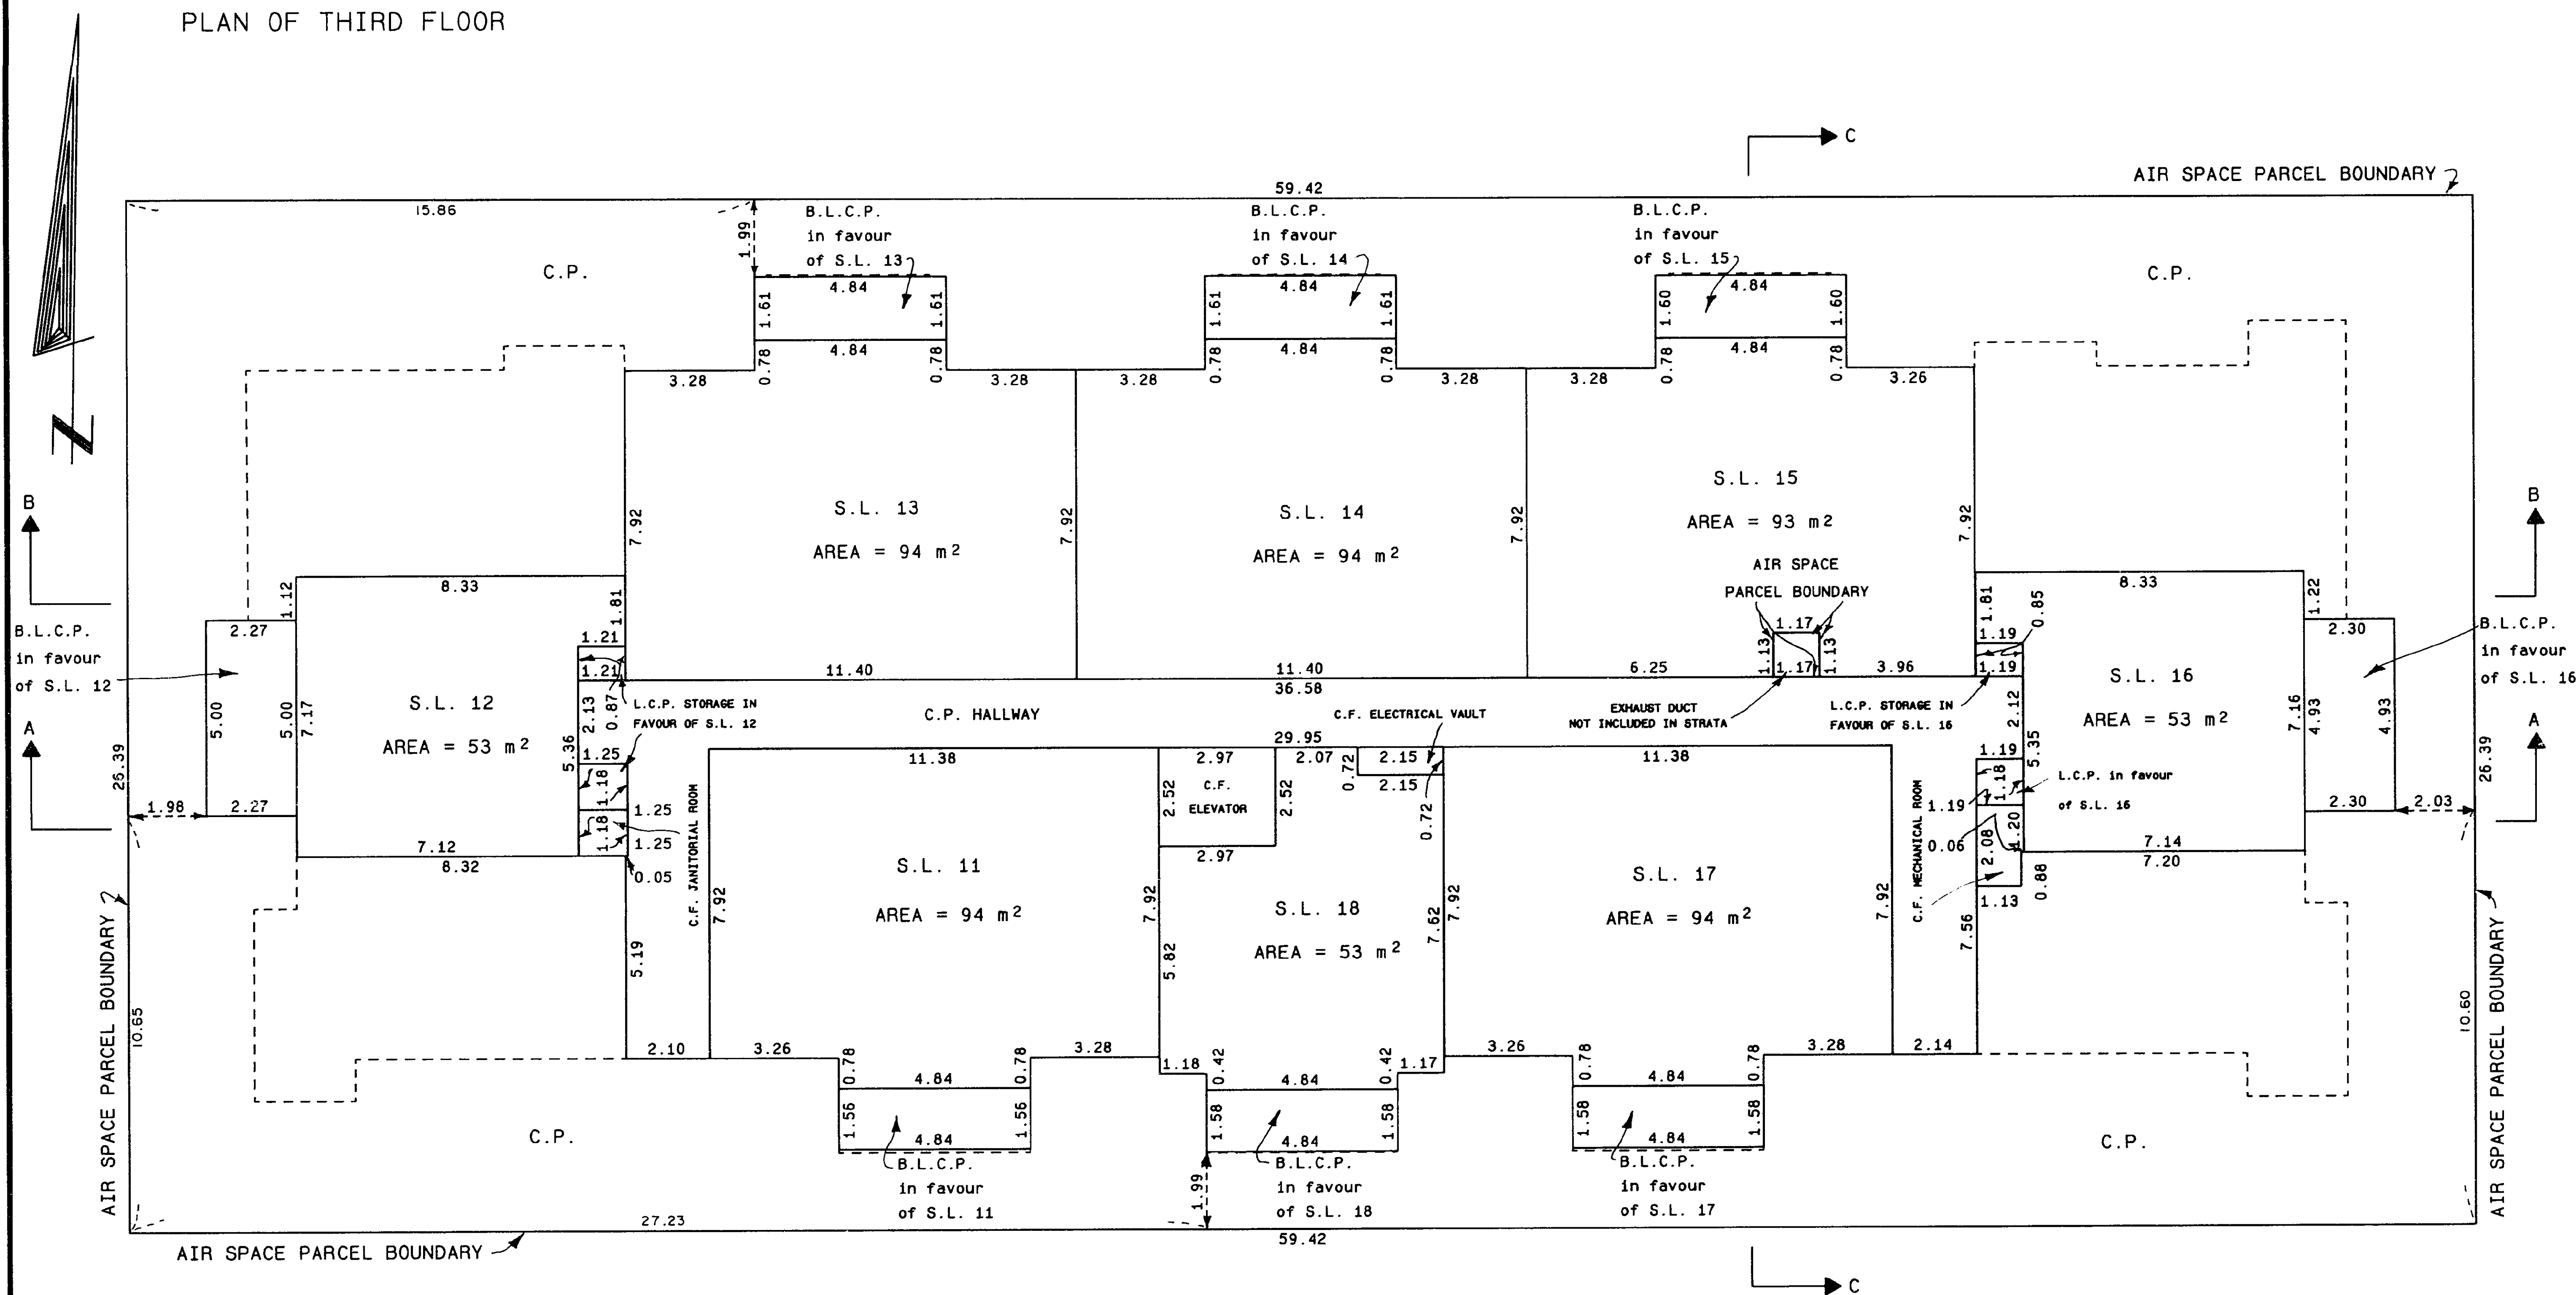 PLAN OF THIRD FLOOR
C
AIR SPACE PARCEL BOUNDARY
59.42
15.86
1.99
B.L.C.P.
in favour
of S.L. 13
B.L.C.P.
in favour
of S.L. 14
B.L.C.P.
in favour
of S.L. 15
C.P.
C.P.
4.84
1.61
1.61
4.84
0.78
0.78
4.84
1.61
1.61
4.84
0.78
0.78
4.84
1.60
1.60
4.84
0.78
0.78
3.28
3.28
3.28
3.28
3.28
3.26
N
B
B
S.L. 13
AREA = 94 m2
7.92
7.92
S.L. 14
AREA = 94 m2
7.92
S.L. 15
AREA = 93 m2
7.92
AIR SPACE
PARCEL BOUNDARY
1.17
1.13
1.13
1.17
8.33
1.12
1.81
B.L.C.P.
in favour
of S.L. 12
2.27
1.21
1.21
11.40
11.40
6.25
3.96
36.58
8.33
1.81
0.85
1.22
1.19
1.19
2.30
B.L.C.P.
in favour
of S.L. 16
A
A
5.00
5.00
7.17
S.L. 12
AREA = 53 m2
2.13
0.87
L.C.P. STORAGE IN
FAVOUR OF S.L. 12
C.P. HALLWAY
C.F. ELECTRICAL VAULT
EXHAUST DUCT
NOT INCLUDED IN STRATA
L.C.P. STORAGE IN
FAVOUR OF S.L. 16
2.12
S.L. 16
AREA = 53 m2
7.16
4.93
4.93
26.39
26.39
5.36
1.25
1.18
1.25
1.18
1.25
1.98
2.27
7.12
8.32
0.05
C.F. JANITORIAL ROOM
29.95
11.38
2.97
C.F.
ELEVATOR
2.52
2.52
2.97
2.07
0.72
2.15
2.15
0.72
11.38
5.35
1.19
1.18
L.C.P. in favour
of S.L. 16
1.19
1.20
0.06
2.08
7.14
7.20
0.88
1.13
2.30
2.03
C.F. MECHANICAL ROOM
S.L. 11
AREA = 94 m2
7.92
7.92
5.82
S.L. 18
AREA = 53 m2
7.62
7.92
S.L. 17
AREA = 94 m2
7.92
7.56
5.19
AIR SPACE PARCEL BOUNDARY
AIR SPACE PARCEL BOUNDARY
10.65
10.60
2.10
3.26
0.78
0.78
3.28
1.18
0.42
0.42
1.17
3.26
0.78
0.78
3.28
2.14
4.84
1.56
1.56
4.84
4.84
1.58
1.58
4.84
4.84
1.58
1.58
4.84
C.P.
C.P.
B.L.C.P.
in favour
of S.L. 11
1.99
B.L.C.P.
in favour
of S.L. 18
B.L.C.P.
in favour
of S.L. 17
27.23
59.42
AIR SPACE PARCEL BOUNDARY
C